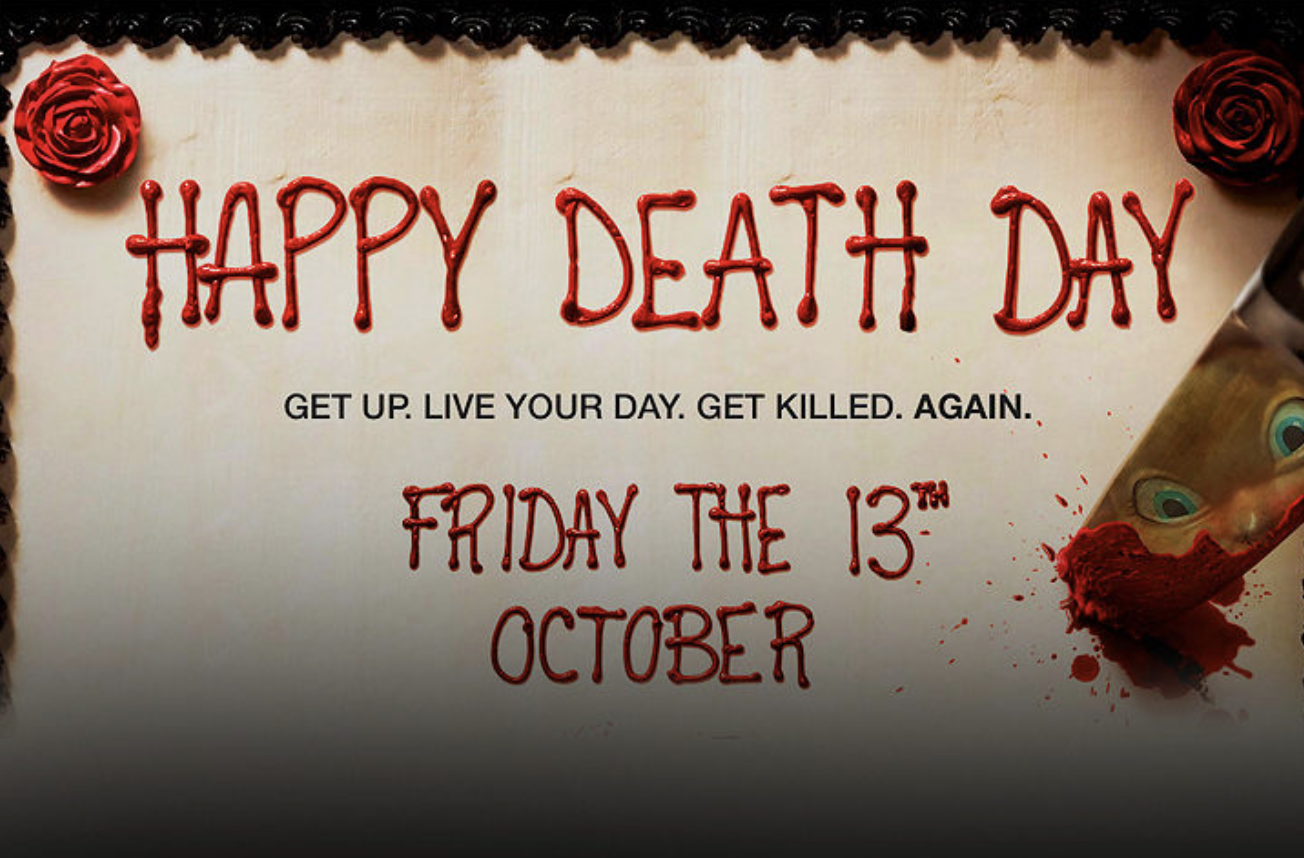 HAPPY DEATH DAY
GET UP. LIVE YOUR DAY. GET KILLED. AGAIN.
FRIDAY THE 13TH
OCTOBER